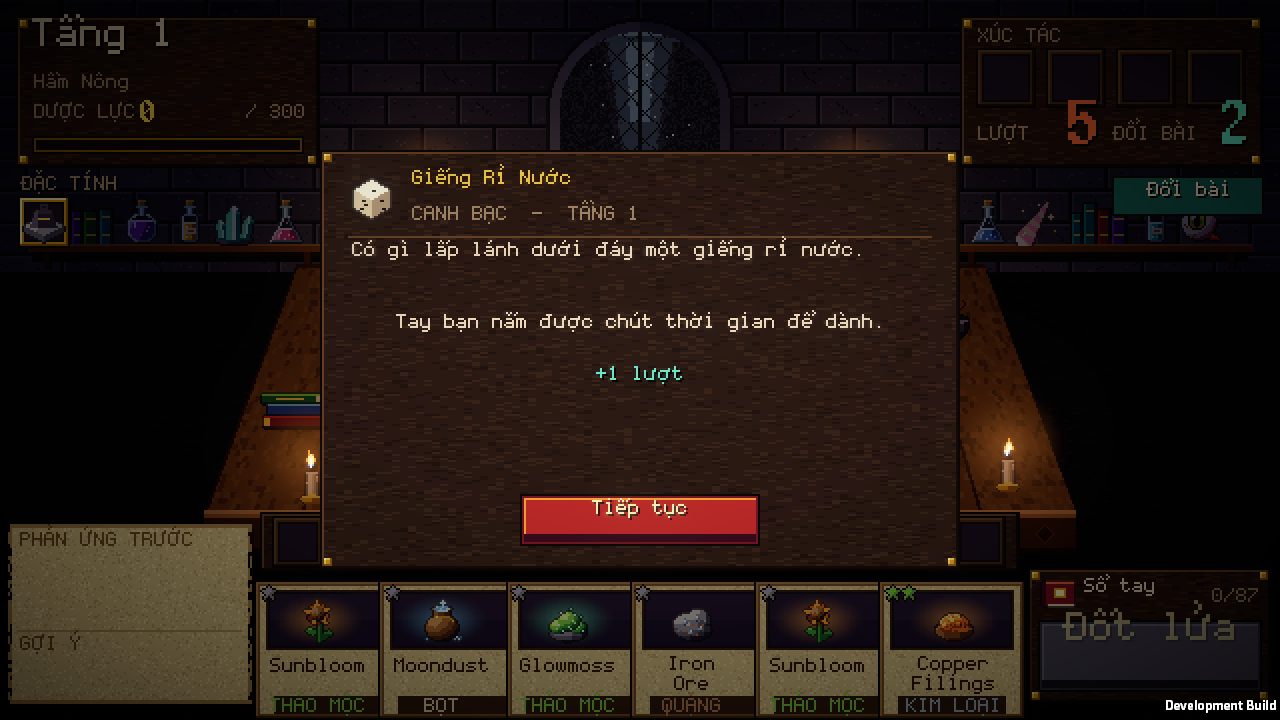 Tầng 1
Hầm Nông
DƯỢC LỰC 0 / 300
ĐẶC TÍNH
XÚC TÁC
LƯỢT 5 ĐỔI BÀI 2
Đổi bài
Giếng Rỉ Nước
CANH BẠC – TẦNG 1
Có gì lấp lánh dưới đáy một giếng rỉ nước.
Tay bạn nắm được chút thời gian để dành.
+1 lượt
Tiếp tục
PHẢN ỨNG TRƯỚC
GỢI Ý
Sunbloom
THẢO MỘC
Moondust
BỘT
Glowmoss
THẢO MỘC
Iron
Ore
QUẶNG
Sunbloom
THẢO MỘC
Copper
Filings
KIM LOẠI
Sổ tay
0/87
Đốt lửa
Development Build